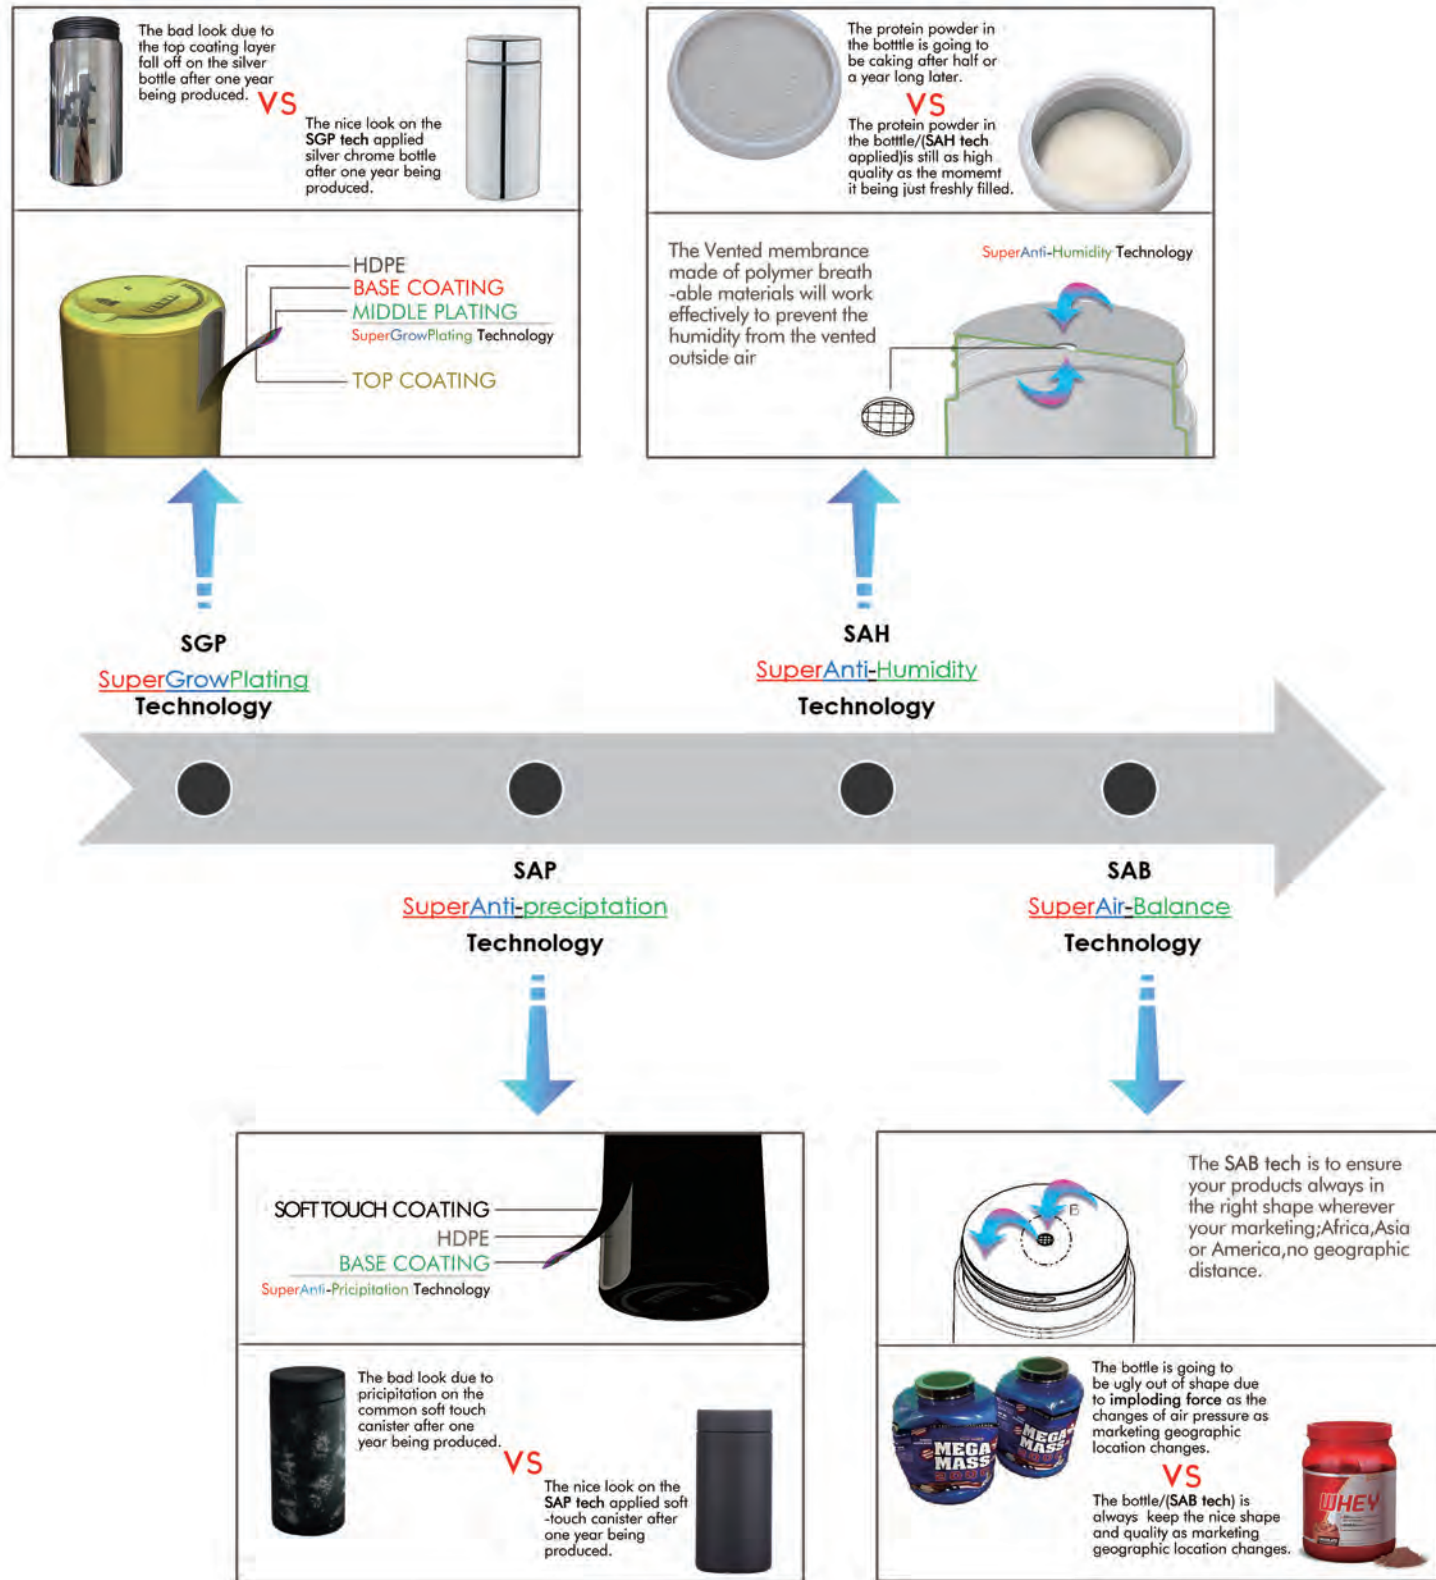 The bad look due to
the top coating layer
fall off on the silver
bottle after one year
being produced.
VS
The nice look on the
SGP tech applied
silver chrome bottle
after one year being
produced.
HDPE
BASE COATING
MIDDLE PLATING
SuperGrowPlating Technology
TOP COATING
The protein powder in
the botttle is going to
be caking after half or
a year long later.
VS
The protein powder in
the botttle/(SAH tech
applied)is still as high
quality as the momemt
it being just freshly filled.
The Vented membrance
made of polymer breath
-able materials will work
effectively to prevent the
humidity from the vented
outside air
SuperAnti-Humidity Technology
SGP
SuperGrowPlating
Technology
SAH
SuperAnti-Humidity
Technology
SAP
SuperAnti-preciptation
Technology
SAB
SuperAir-Balance
Technology
SOFT TOUCH COATING
HDPE
BASE COATING
SuperAnti-Pricipitation Technology
The bad look due to
pricipitation on the
common soft touch
canister after one
year being produced.
VS
The nice look on the
SAP tech applied soft
-touch canister after
one year being
produced.
B
The SAB tech is to ensure
your products always in
the right shape wherever
your marketing;Africa,Asia
or America,no geographic
distance.
MEGA
MASS
MEGA
MASS
The bottle is going to
be ugly out of shape due
to imploding force as the
changes of air pressure as
marketing geographic
location changes.
VS
The bottle/(SAB tech) is
always keep the nice shape
and quality as marketing
geographic location changes.
WHEY